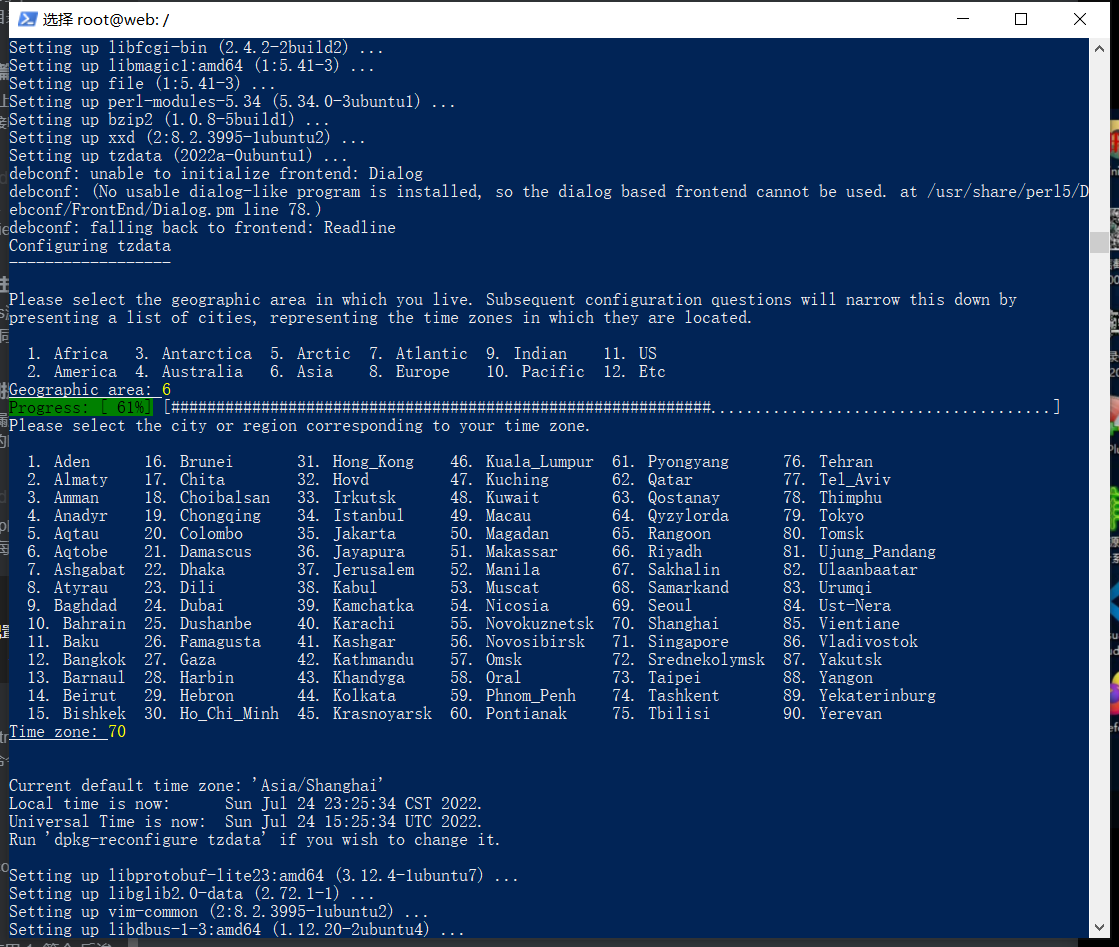 选择 root@web: /
Setting up libfcgi-bin (2.4.2-2build2) ...
Setting up libmagic1:amd64 (1:5.41-3) ...
Setting up file (1:5.41-3) ...
Setting up perl-modules-5.34 (5.34.0-3ubuntu1) ...
Setting up bzip2 (1.0.8-5build1) ...
Setting up xxd (2:8.2.3995-1ubuntu2) ...
Setting up tzdata (2022a-0ubuntu1) ...
debconf: unable to initialize frontend: Dialog
debconf: (No usable dialog-like program is installed, so the dialog based frontend cannot be used. at /usr/share/perl5/D
ebconf/FrontEnd/Dialog.pm line 78.)
debconf: falling back to frontend: Readline
Configuring tzdata
------------------
Please select the geographic area in which you live. Subsequent configuration questions will narrow this down by
presenting a list of cities, representing the time zones in which they are located.
1. Africa 3. Antarctica 5. Arctic 7. Atlantic 9. Indian 11. US
2. America 4. Australia 6. Asia 8. Europe 10. Pacific 12. Etc
Geographic area: 6
Progress: [ 61%] [############################################################......................................]
Please select the city or region corresponding to your time zone.
1. Aden 16. Brunei 31. Hong_Kong 46. Kuala_Lumpur 61. Pyongyang 76. Tehran
2. Almaty 17. Chita 32. Hovd 47. Kuching 62. Qatar 77. Tel_Aviv
3. Amman 18. Choibalsan 33. Irkutsk 48. Kuwait 63. Qostanay 78. Thimphu
4. Anadyr 19. Chongqing 34. Istanbul 49. Macau 64. Qyzylorda 79. Tokyo
5. Aqtau 20. Colombo 35. Jakarta 50. Magadan 65. Rangoon 80. Tomsk
6. Aqtobe 21. Damascus 36. Jayapura 51. Makassar 66. Riyadh 81. Ujung_Pandang
7. Ashgabat 22. Dhaka 37. Jerusalem 52. Manila 67. Sakhalin 82. Ulaanbaatar
8. Atyrau 23. Dili 38. Kabul 53. Muscat 68. Samarkand 83. Urumqi
9. Baghdad 24. Dubai 39. Kamchatka 54. Nicosia 69. Seoul 84. Ust-Nera
10. Bahrain 25. Dushanbe 40. Karachi 55. Novokuznetsk 70. Shanghai 85. Vientiane
11. Baku 26. Famagusta 41. Kashgar 56. Novosibirsk 71. Singapore 86. Vladivostok
12. Bangkok 27. Gaza 42. Kathmandu 57. Omsk 72. Srednekolymsk 87. Yakutsk
13. Barnaul 28. Harbin 43. Khandyga 58. Oral 73. Taipei 88. Yangon
14. Beirut 29. Hebron 44. Kolkata 59. Phnom_Penh 74. Tashkent 89. Yekaterinburg
15. Bishkek 30. Ho_Chi_Minh 45. Krasnoyarsk 60. Pontianak 75. Tbilisi 90. Yerevan
Time zone: 70
Current default time zone: 'Asia/Shanghai'
Local time is now: Sun Jul 24 23:25:34 CST 2022.
Universal Time is now: Sun Jul 24 15:25:34 UTC 2022.
Run 'dpkg-reconfigure tzdata' if you wish to change it.
Setting up libprotobuf-lite23:amd64 (3.12.4-1ubuntu7) ...
Setting up libglib2.0-data (2.72.1-1) ...
Setting up vim-common (2:8.2.3995-1ubuntu2) ...
Setting up libdbus-1-3:amd64 (1.12.20-2ubuntu4) ...